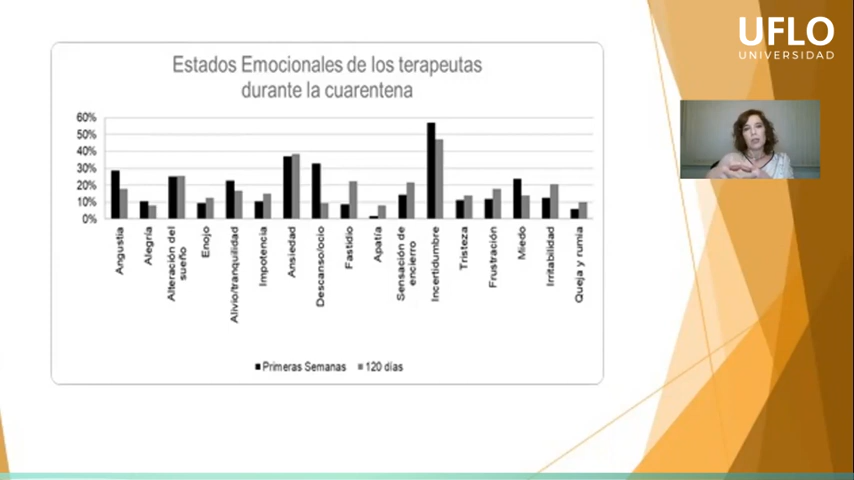 UFLO
UNIVERSIDAD
Estados Emocionales de los terapeutas
durante la cuarentena
60%
50%
40%
30%
20%
10%
0%
Angustia
Alegría
Alteración del
sueño
Enojo
Alivio/tranquilidad
Impotencia
Ansiedad
Descanso/ocio
Fastidio
Apatía
Sensación de
encierro
Incertidumbre
Tristeza
Frustración
Miedo
Irritabilidad
Queja y rumia
Primeras Semanas
120 días